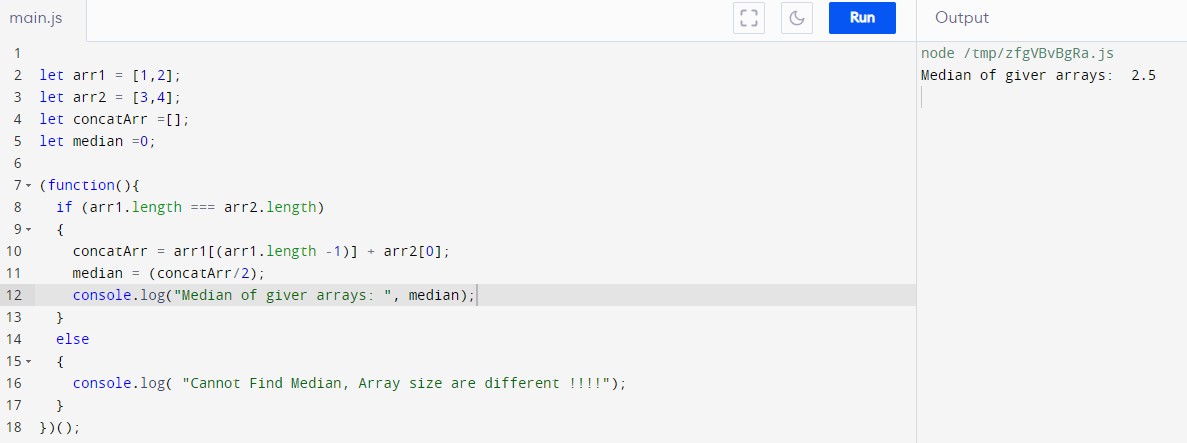 main.js Run Output
1
2 let arr1 = [1,2];
3 let arr2 = [3,4];
4 let concatArr =[];
5 let median =0;
6
7 (function(){
8 if (arr1.length === arr2.length)
9 {
10 concatArr = arr1[(arr1.length -1)] + arr2[0];
11 median = (concatArr/2);
12 console.log("Median of giver arrays: ", median);
13 }
14 else
15 {
16 console.log( "Cannot Find Median, Array size are different !!!!");
17 }
18 })();
node /tmp/zfgVBvBgRa.js
Median of giver arrays:  2.5